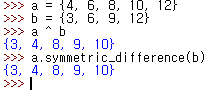 >>> a = {4, 6, 8, 10, 12}
>>> b = {3, 6, 9, 12}
>>> a ^ b
{3, 4, 8, 9, 10}
>>> a.symmetric_difference(b)
{3, 4, 8, 9, 10}
>>>